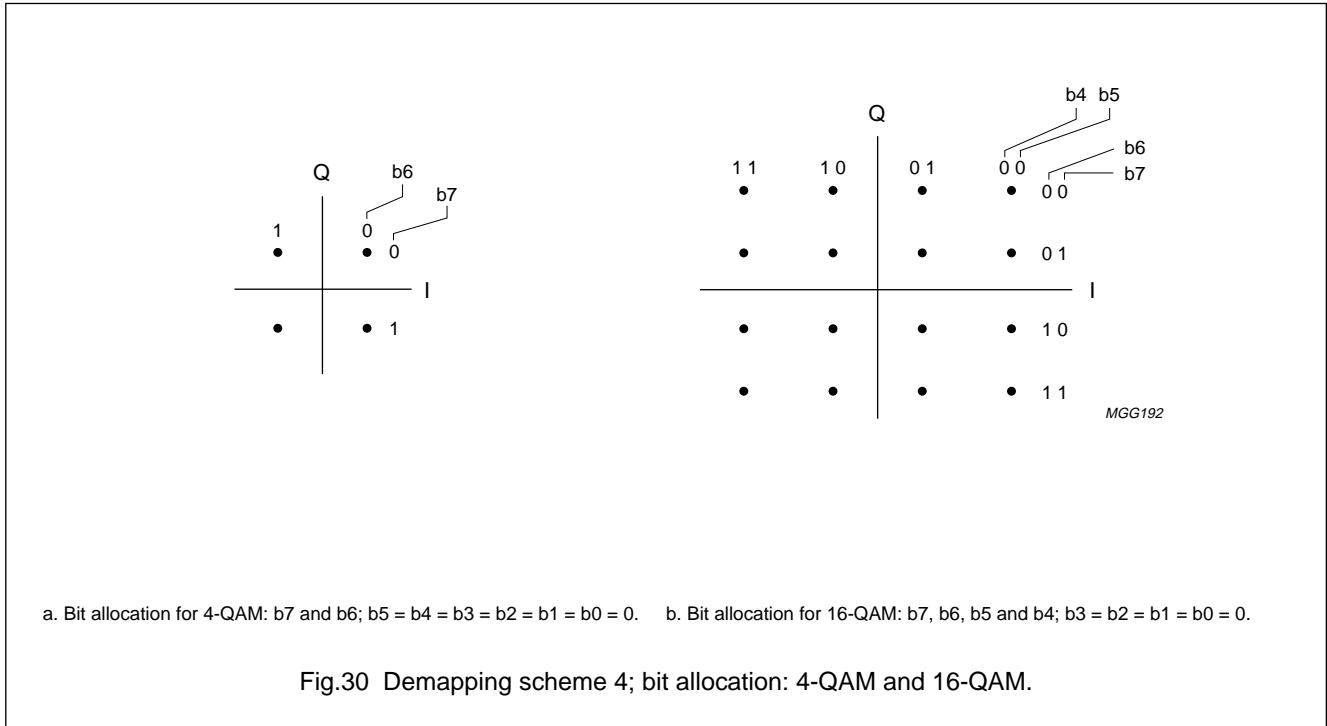 b4 b5
Q
b6
1 1 1 0 0 1 0 0
b7
0 0
Q b6
b7
1 0
0
0 1
I I
1
1 0
1 1
MGG192
a. Bit allocation for 4-QAM: b7 and b6; b5 = b4 = b3 = b2 = b1 = b0 = 0. b. Bit allocation for 16-QAM: b7, b6, b5 and b4; b3 = b2 = b1 = b0 = 0.
Fig.30 Demapping scheme 4; bit allocation: 4-QAM and 16-QAM.